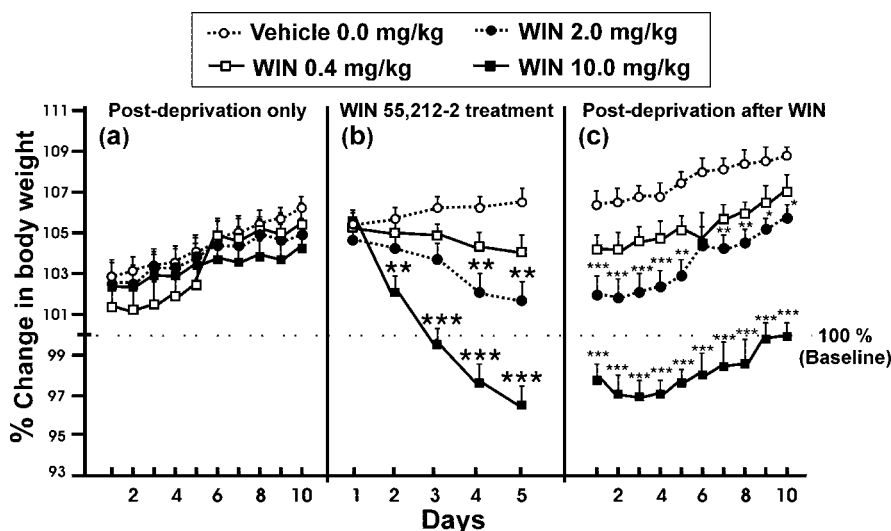 Vehicle 0.0 mg/kg
WIN 2.0 mg/kg
WIN 0.4 mg/kg
WIN 10.0 mg/kg
Post-deprivation only
WIN 55,212-2 treatment
Post-deprivation after WIN
(a)
(b)
(c)
% Change in body weight
111
109
107
105
103
101
99
97
95
93
** ** **
*** *** ***
*** *** *** *** ** ** ** * *
*** *** *** *** *** *** *** *** *** ***
100 %
(Baseline)
2 4 6 8 10
1 2 3 4 5
2 4 6 8 10
Days